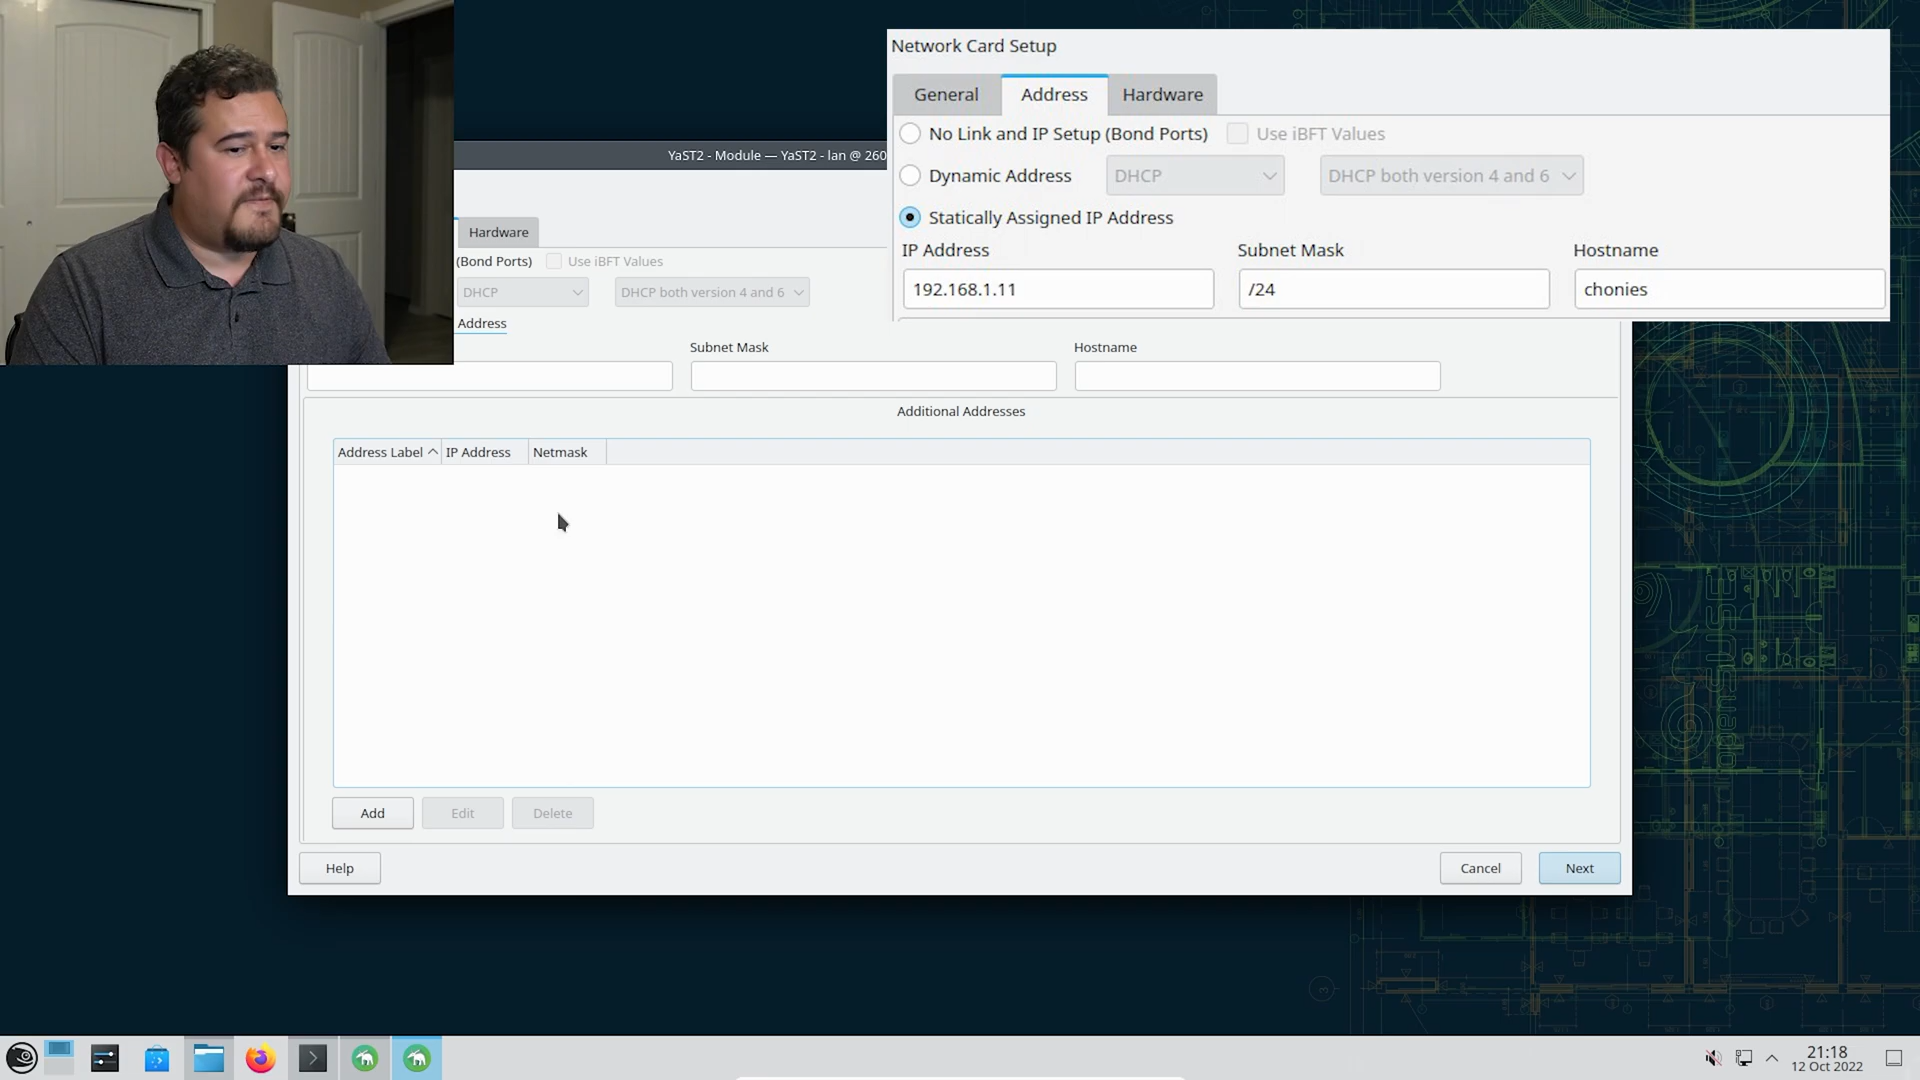 Network Card Setup
General
Address
Hardware
No Link and IP Setup (Bond Ports)
Use iBFT Values
Dynamic Address
DHCP
DHCP both version 4 and 6
Statically Assigned IP Address
IP Address
Subnet Mask
Hostname
192.168.1.11
/24
chonies
YaST2 - Module — YaST2 - lan @ 260
Hardware
(Bond Ports)
Use iBFT Values
DHCP
DHCP both version 4 and 6
Address
Subnet Mask
Hostname
Additional Addresses
Address Label
IP Address
Netmask
Add
Edit
Delete
Help
Cancel
Next
openSUSE
21:18
12 Oct 2022